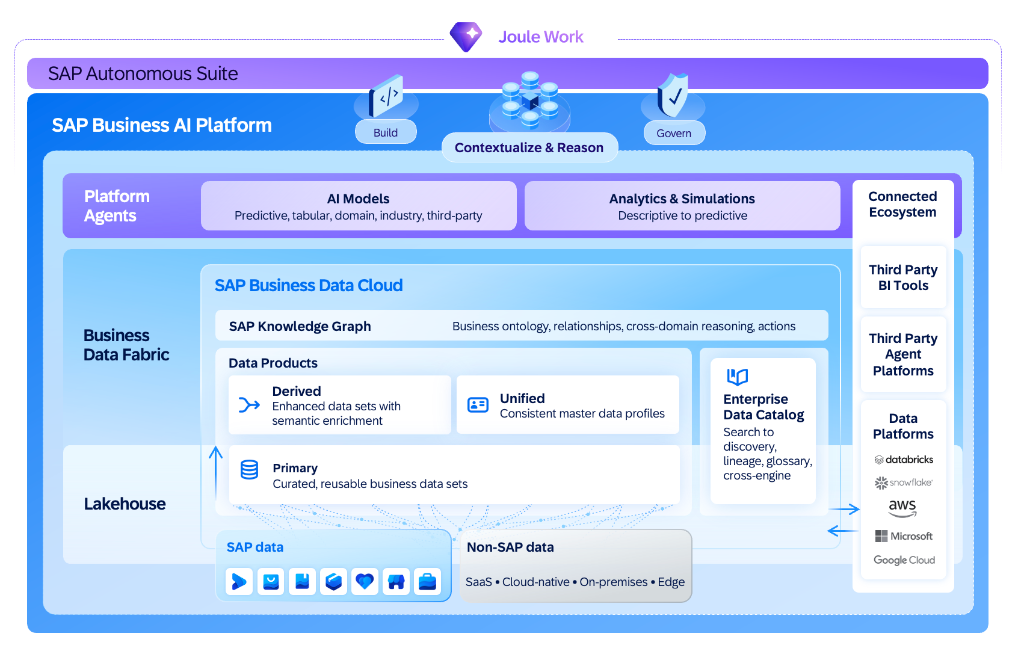 Joule Work
SAP Autonomous Suite
SAP Business AI Platform
Build
Contextualize & Reason
Govern
Platform
Agents
AI Models
Predictive, tabular, domain, industry, third-party
Analytics & Simulations
Descriptive to predictive
Connected
Ecosystem
Third Party
BI Tools
Third Party
Agent
Platforms
Data
Platforms
databricks
snowflake
aws
Microsoft
Google Cloud
Business
Data Fabric
SAP Business Data Cloud
SAP Knowledge Graph
Business ontology, relationships, cross-domain reasoning, actions
Data Products
Derived
Enhanced data sets with
semantic enrichment
Unified
Consistent master data profiles
Enterprise
Data Catalog
Search to
discovery,
lineage, glossary,
cross-engine
Lakehouse
Primary
Curated, reusable business data sets
SAP data
Non-SAP data
SaaS • Cloud-native • On-premises • Edge